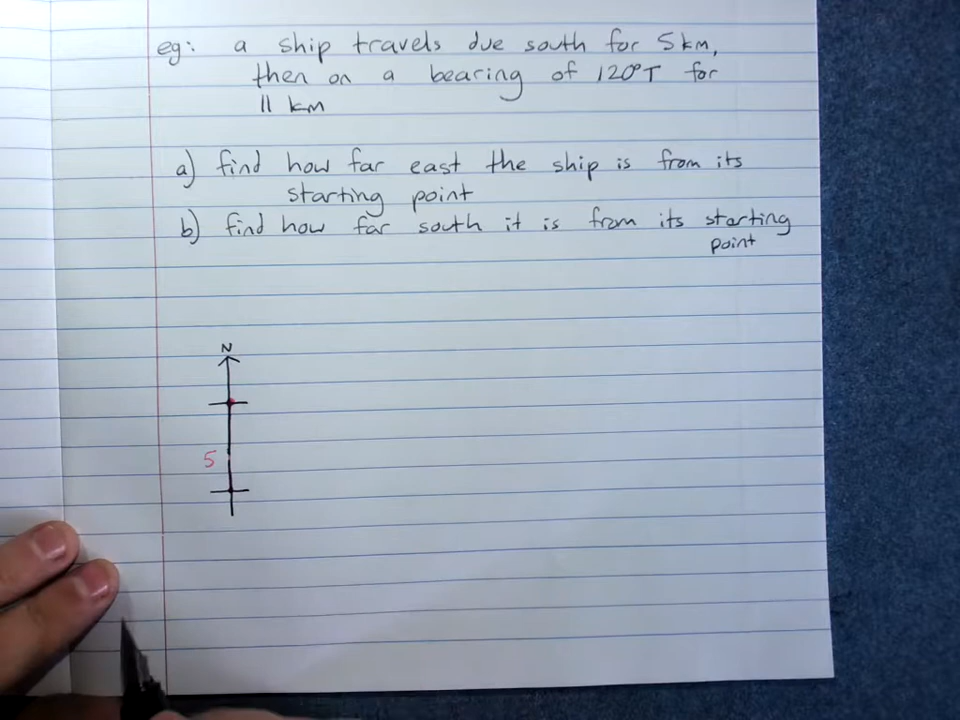 eg: a ship travels due south for 5km,
then on a bearing of 120°T for
11 km
a) find how far east the ship is from its
starting point
b) find how far south it is from its starting
point
N
5